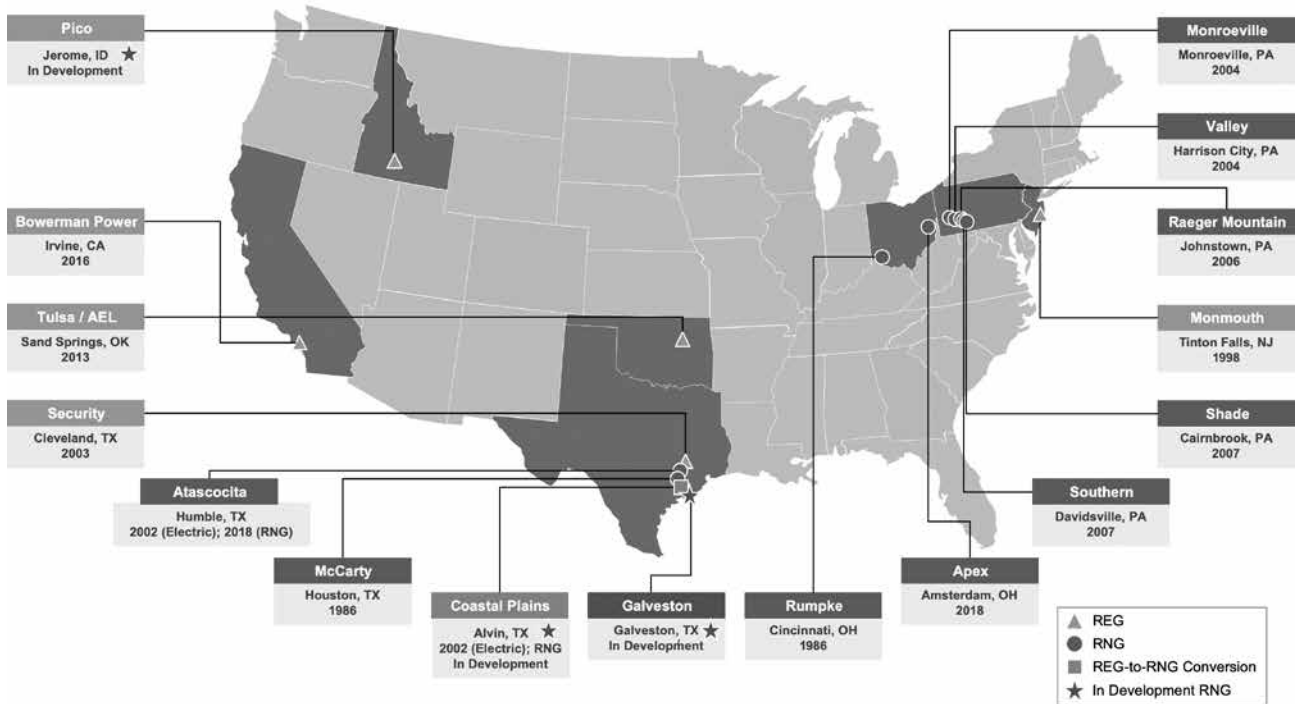 Pico
Jerome, ID
In Development
Bowerman Power
Irvine, CA
2016
Tulsa / AEL
Sand Springs, OK
2013
Security
Cleveland, TX
2003
Atascocita
Humble, TX
2002 (Electric); 2018 (RNG)
McCarty
Houston, TX
1986
Coastal Plains
Alvin, TX
2002 (Electric); RNG
In Development
Galveston
Galveston, TX
In Development
Rumpke
Cincinnati, OH
1986
Apex
Amsterdam, OH
2018
Monroeville
Monroeville, PA
2004
Valley
Harrison City, PA
2004
Raeger Mountain
Johnstown, PA
2006
Monmouth
Tinton Falls, NJ
1998
Shade
Cairnbrook, PA
2007
Southern
Davidsville, PA
2007
REG
RNG
REG-to-RNG Conversion
In Development RNG